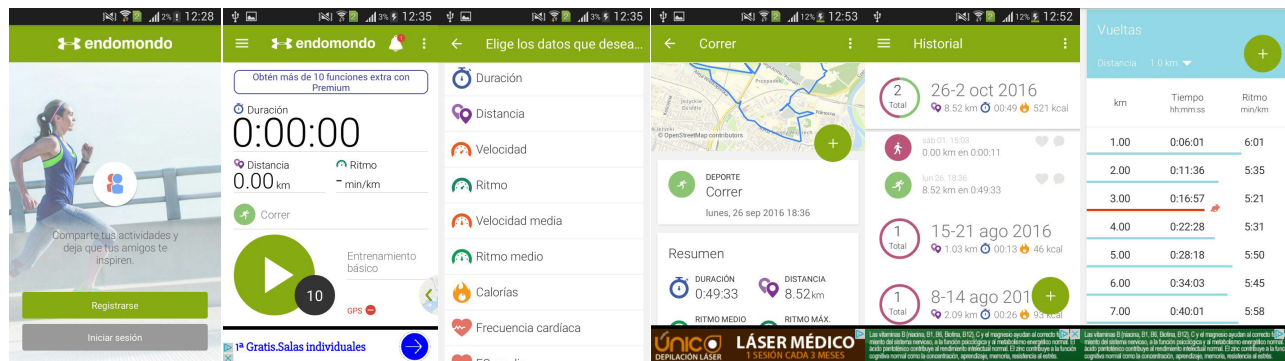 2% 12:28
endomondo
Comparte tus actividades y
deja que tus amigos te
inspiren.
Registrarse
Iniciar sesión
3% 12:35
endomondo
Obtén más de 10 funciones extra con
Premium
Duración
0:00:00
Distancia
Ritmo
0.00 km
- min/km
Correr
Entrenamiento
básico
10
GPS
1ª Gratis.Salas individuales
3% 12:35
Elige los datos que desea...
Duración
Distancia
Velocidad
Ritmo
Velocidad media
Ritmo medio
Calorías
Frecuencia cardíaca
12% 12:53
Correr
© OpenStreetMap contributors
DEPORTE
Correr
lunes, 26 sep 2016 18:36
Resumen
DURACIÓN
0:49:33
DISTANCIA
8.52 km
RITMO MEDIO
RITMO MÁX.
ÚNICO
DEPILACIÓN LÁSER
LÁSER MÉDICO
1 SESIÓN CADA 3 MESES
12% 12:52
Historial
2
Total
26-2 oct 2016
8.52 km 00:49 521 kcal
sáb 01, 15:03
0.00 km en 0:00:11
lun 26, 18:36
8.52 km en 0:49:33
1
Total
15-21 ago 2016
1.03 km 00:13 46 kcal
1
Total
8-14 ago 201
2.09 km 00:26 93 kcal
Vueltas
Distancia 1.0 km
km
Tiempo
hh:mm:ss
Ritmo
min/km
1.00 0:06:01 6:01
2.00 0:11:36 5:35
3.00 0:16:57 5:21
4.00 0:22:28 5:31
5.00 0:28:18 5:50
6.00 0:34:03 5:45
7.00 0:40:01 5:58